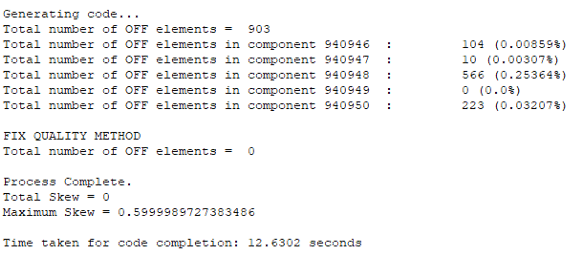 Generating code...
Total number of OFF elements =  903
Total number of OFF elements in component 940946  :        104 (0.00859%)
Total number of OFF elements in component 940947  :        10 (0.00307%)
Total number of OFF elements in component 940948  :        566 (0.25364%)
Total number of OFF elements in component 940949  :        0 (0.0%)
Total number of OFF elements in component 940950  :        223 (0.03207%)

FIX QUALITY METHOD
Total number of OFF elements =  0

Process Complete.
Total Skew = 0
Maximum Skew = 0.5999989727383486

Time taken for code completion: 12.6302 seconds